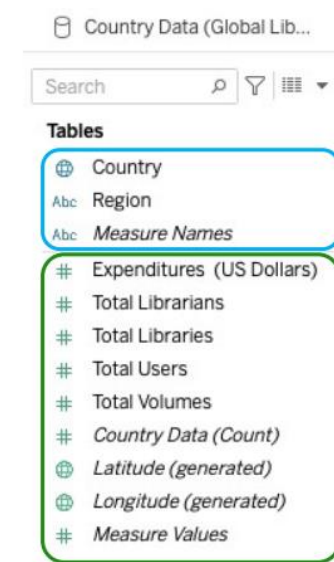 Country Data (Global Lib...
Search
Tables
Country
Abc Region
Abc Measure Names
# Expenditures (US Dollars)
# Total Librarians
# Total Libraries
# Total Users
# Total Volumes
# Country Data (Count)
Latitude (generated)
Longitude (generated)
# Measure Values